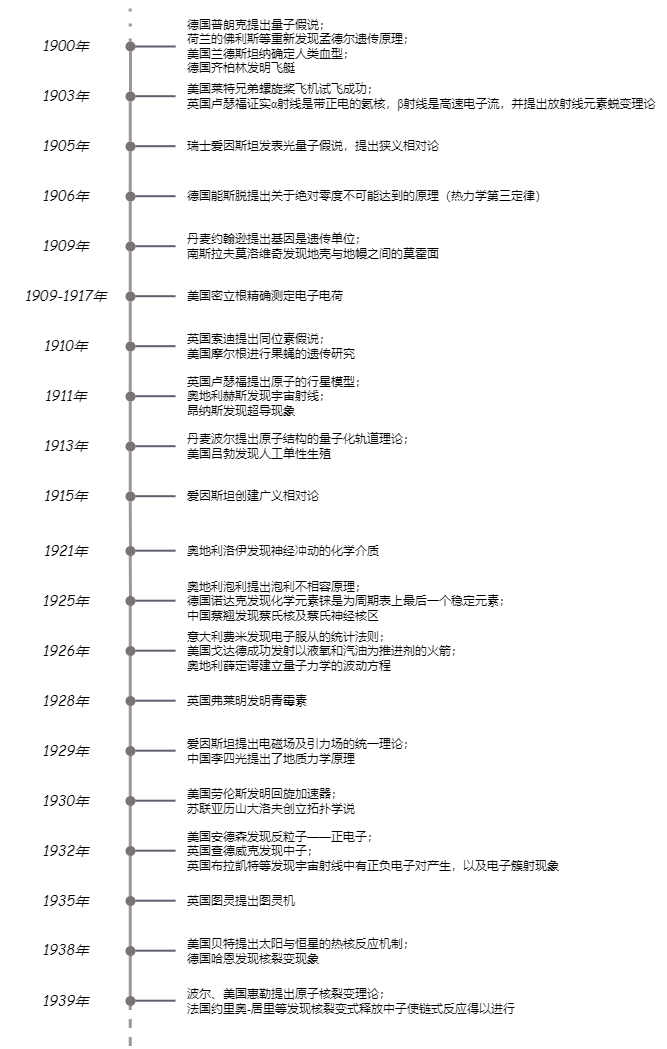 1900年
德国普朗克提出量子假说；
荷兰的佛利斯等重新发现孟德尔遗传原理；
美国兰德斯坦纳确定人类血型；
德国齐柏林发明飞艇
1903年
美国莱特兄弟螺旋桨飞机试飞成功；
英国卢瑟福证实α射线是带正电的氦核，β射线是高速电子流，并提出放射线元素蜕变理论
1905年
瑞士爱因斯坦发表光量子假说，提出狭义相对论
1906年
德国能斯脱提出关于绝对零度不可能达到的原理（热力学第三定律）
1909年
丹麦约翰逊提出基因是遗传单位；
南斯拉夫莫洛维奇发现地壳与地幔之间的莫霍面
1909-1917年
美国密立根精确测定电子电荷
1910年
英国索迪提出同位素假说；
美国摩尔根进行果蝇的遗传研究
1911年
英国卢瑟福提出原子的行星模型；
奥地利赫斯发现宇宙射线；
昂纳斯发现超导现象
1913年
丹麦波尔提出原子结构的量子化轨道理论；
美国吕勃发现人工单性生殖
1915年
爱因斯坦创建广义相对论
1921年
奥地利洛伊发现神经冲动的化学介质
1925年
奥地利泡利提出泡利不相容原理；
德国诺达克发现化学元素铼是为周期表上最后一个稳定元素；
中国蔡翘发现蔡氏核及蔡氏神经核区
1926年
意大利费米发现电子服从的统计法则；
美国戈达德成功发射以液氧和汽油为推进剂的火箭；
奥地利薛定谔建立量子力学的波动方程
1928年
英国弗莱明发明青霉素
1929年
爱因斯坦提出电磁场及引力场的统一理论；
中国李四光提出了地质力学原理
1930年
美国劳伦斯发明回旋加速器；
苏联亚历山大洛夫创立拓扑学说
1932年
美国安德森发现反粒子——正电子；
英国查德威克发现中子；
英国布拉凯特等发现宇宙射线中有正负电子对产生，以及电子簇射现象
1935年
英国图灵提出图灵机
1938年
美国贝特提出太阳与恒星的热核反应机制；
德国哈恩发现核裂变现象
1939年
波尔、美国惠勒提出原子核裂变理论；
法国约里奥-居里等发现核裂变式释放中子使链式反应得以进行